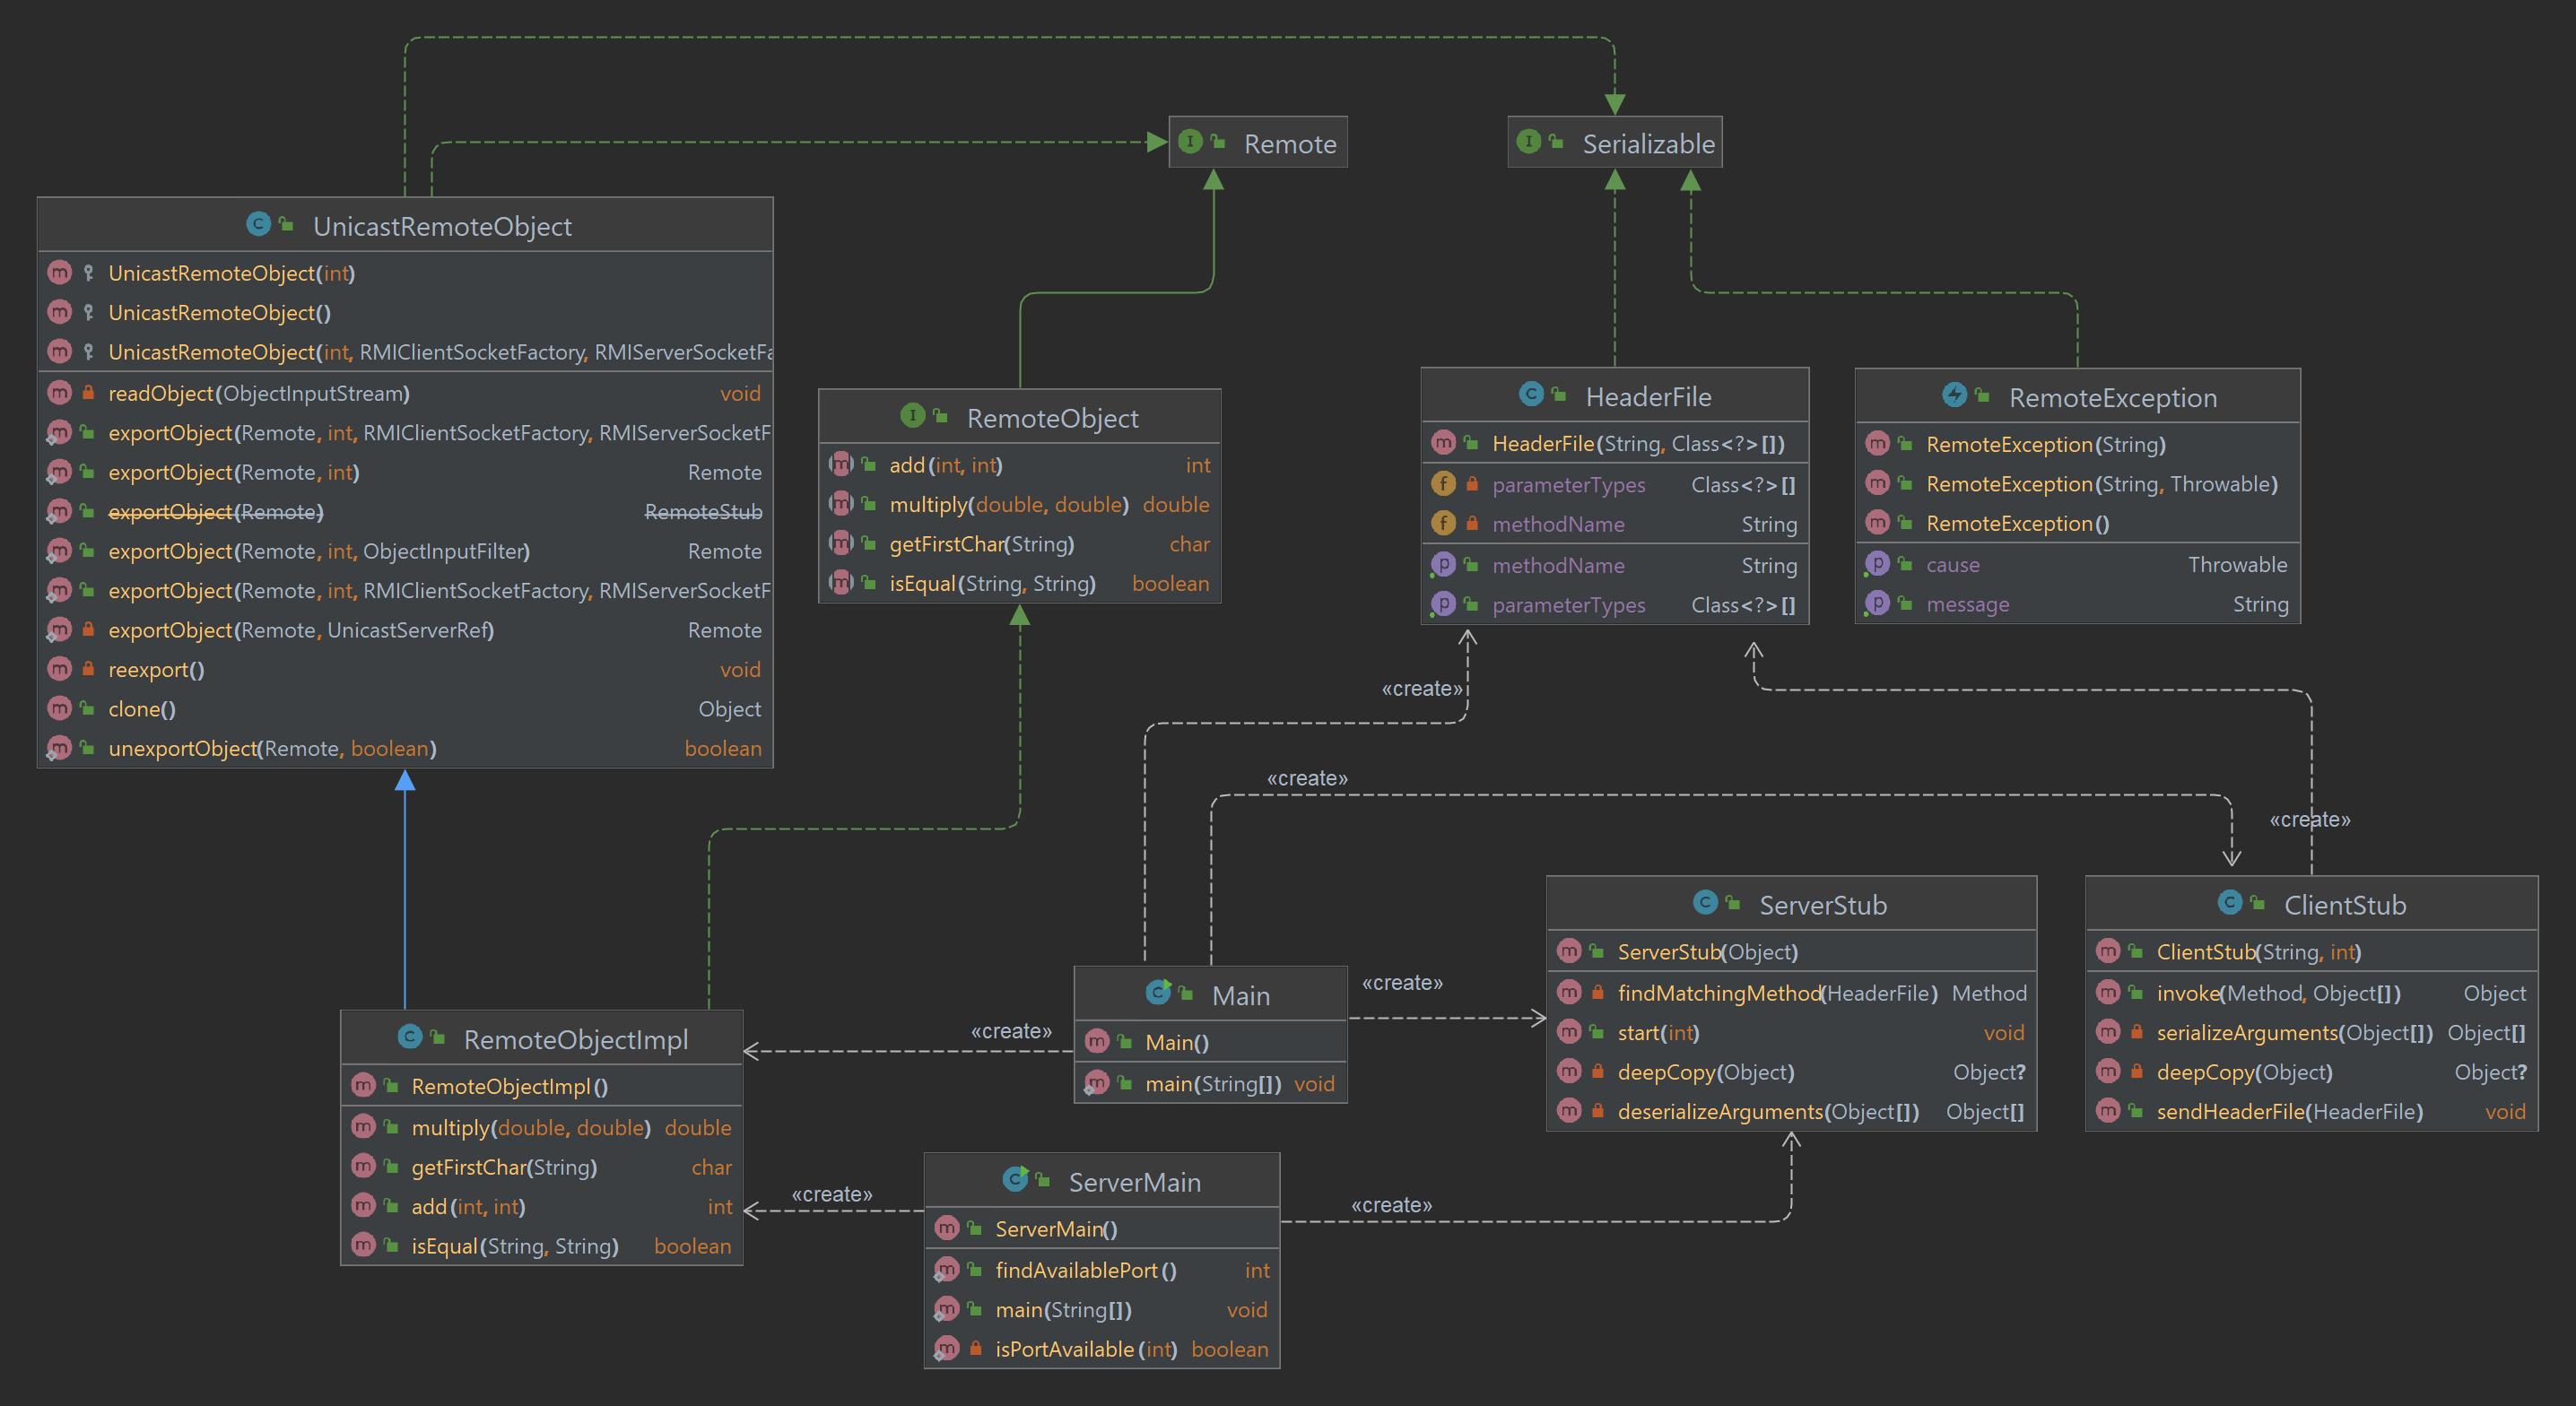 Remote
Serializable
UnicastRemoteObject
UnicastRemoteObject(int)
UnicastRemoteObject()
UnicastRemoteObject(int, RMIClientSocketFactory, RMIServerSocketFa
readObject(ObjectInputStream) void
exportObject(Remote, int, RMIClientSocketFactory, RMIServerSocketF
exportObject(Remote, int) Remote
exportObject(Remote) RemoteStub
exportObject(Remote, int, ObjectInputFilter) Remote
exportObject(Remote, int, RMIClientSocketFactory, RMIServerSocketF
exportObject(Remote, UnicastServerRef) Remote
reexport() void
clone() Object
unexportObject(Remote, boolean) boolean
RemoteObject
add(int, int) int
multiply(double, double) double
getFirstChar(String) char
isEqual(String, String) boolean
HeaderFile
HeaderFile(String, Class<?>[])
parameterTypes Class<?>[]
methodName String
methodName String
parameterTypes Class<?>[]
RemoteException
RemoteException(String)
RemoteException(String, Throwable)
RemoteException()
cause Throwable
message String
«create»
«create»
«create»
ServerStub
ServerStub(Object)
findMatchingMethod(HeaderFile) Method
start(int) void
deepCopy(Object) Object?
deserializeArguments(Object[]) Object[]
ClientStub
ClientStub(String, int)
invoke(Method, Object[]) Object
serializeArguments(Object[]) Object[]
deepCopy(Object) Object?
sendHeaderFile(HeaderFile) void
Main
Main()
main(String[]) void
«create»
«create»
RemoteObjectImpl
RemoteObjectImpl()
multiply(double, double) double
getFirstChar(String) char
add(int, int) int
isEqual(String, String) boolean
«create»
«create»
ServerMain
ServerMain()
findAvailablePort() int
main(String[]) void
isPortAvailable(int) boolean